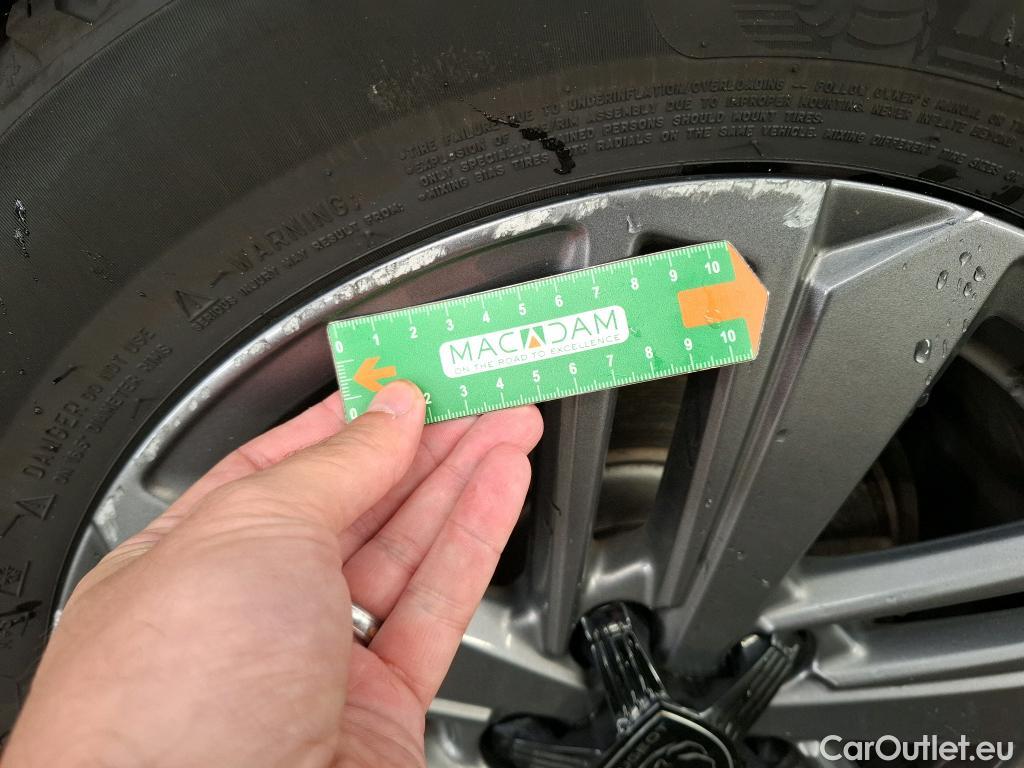 •TIRE FAILURE DUE TO UNDERINFLATION/OVERLOADING -- FOLLOW OWNER'S MANUAL OR
•EXPLOSION OF RIM ASSEMBLY DUE TO IMPROPER MOUNTING. NEVER INFLATE BEYOND
ONLY SPECIALLY TRAINED PERSONS SHOULD MOUNT TIRES.
•MIXING BIAS TIRES WITH RADIALS ON THE SAME VEHICLE. MIXING DIFFERENT TIRE SIZES
WARNING:
SERIOUS INJURY MAY RESULT FROM:
DANGER DO NOT USE
ON 16.5" DIAMETER RIMS
0 1 2 3 4 5 6 7 8 9 10
MACADAM
ON THE ROAD TO EXCELLENCE
0 2 3 4 5 6 7 8 9 10
CarOutlet.eu